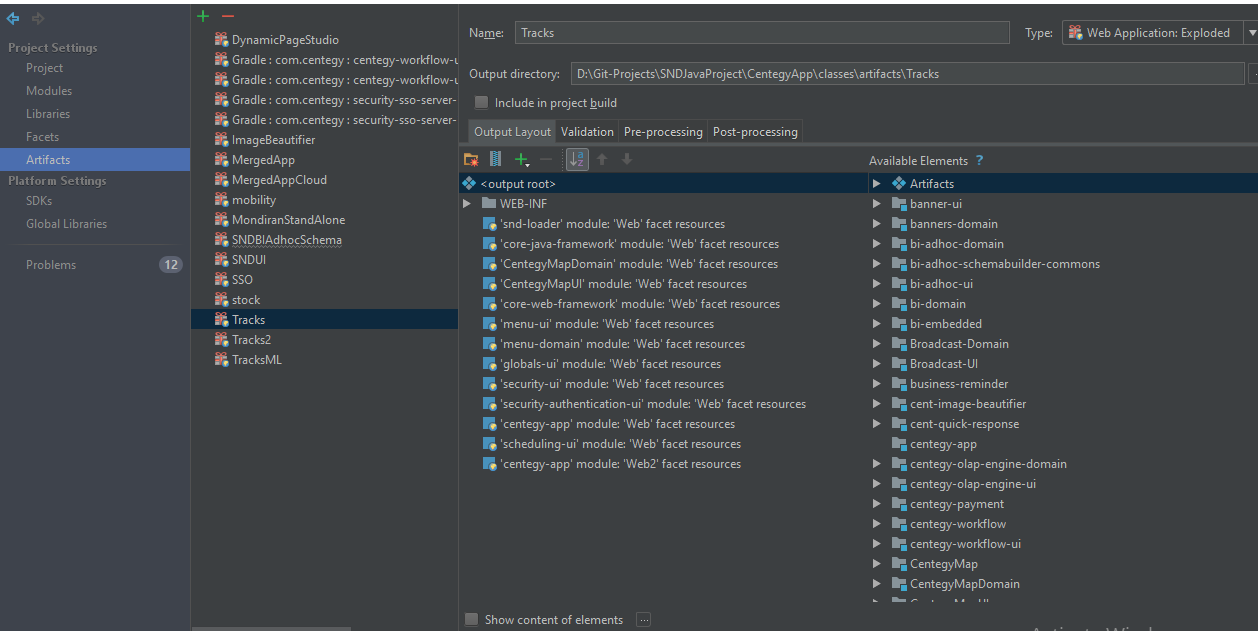 Project Settings
Project
Modules
Libraries
Facets
Artifacts
Platform Settings
SDKs
Global Libraries
Problems 12
DynamicPageStudio
Gradle : com.centegy : centegy-workflow-u
Gradle : com.centegy : centegy-workflow-u
Gradle : com.centegy : security-sso-server-
Gradle : com.centegy : security-sso-server-
ImageBeautifier
MergedApp
MergedAppCloud
mobility
MondiranStandAlone
SNDBIAdhocSchema
SNDUI
SSO
stock
Tracks
Tracks2
TracksML
Name: Tracks Type: Web Application: Exploded
Output directory: D:\Git-Projects\SNDJavaProject\CentegyApp\classes\artifacts\Tracks
Include in project build
Output Layout Validation Pre-processing Post-processing
<output root>
WEB-INF
'snd-loader' module: 'Web' facet resources
'core-java-framework' module: 'Web' facet resources
'CentegyMapDomain' module: 'Web' facet resources
'CentegyMapUI' module: 'Web' facet resources
'core-web-framework' module: 'Web' facet resources
'menu-ui' module: 'Web' facet resources
'menu-domain' module: 'Web' facet resources
'globals-ui' module: 'Web' facet resources
'security-ui' module: 'Web' facet resources
'security-authentication-ui' module: 'Web' facet resources
'centegy-app' module: 'Web' facet resources
'scheduling-ui' module: 'Web' facet resources
'centegy-app' module: 'Web2' facet resources
Available Elements ?
Artifacts
banner-ui
banners-domain
bi-adhoc-domain
bi-adhoc-schemabuilder-commons
bi-adhoc-ui
bi-domain
bi-embedded
Broadcast-Domain
Broadcast-UI
business-reminder
cent-image-beautifier
cent-quick-response
centegy-app
centegy-olap-engine-domain
centegy-olap-engine-ui
centegy-payment
centegy-workflow
centegy-workflow-ui
CentegyMap
CentegyMapDomain
Show content of elements ...